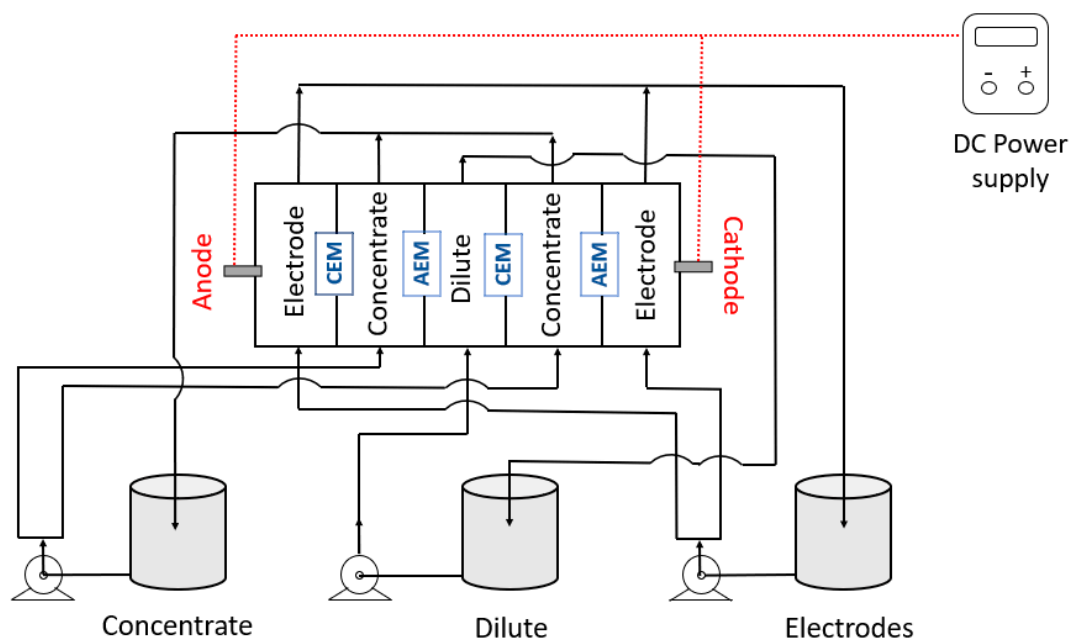 - +
DC Power
supply
Anode
Electrode
CEM
Concentrate
AEM
Dilute
CEM
Concentrate
AEM
Electrode
Cathode
Concentrate
Dilute
Electrodes